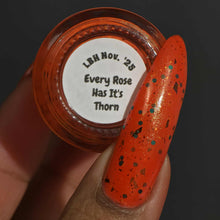 LBH Nov. '25
Every Rose
Has It's
Thorn